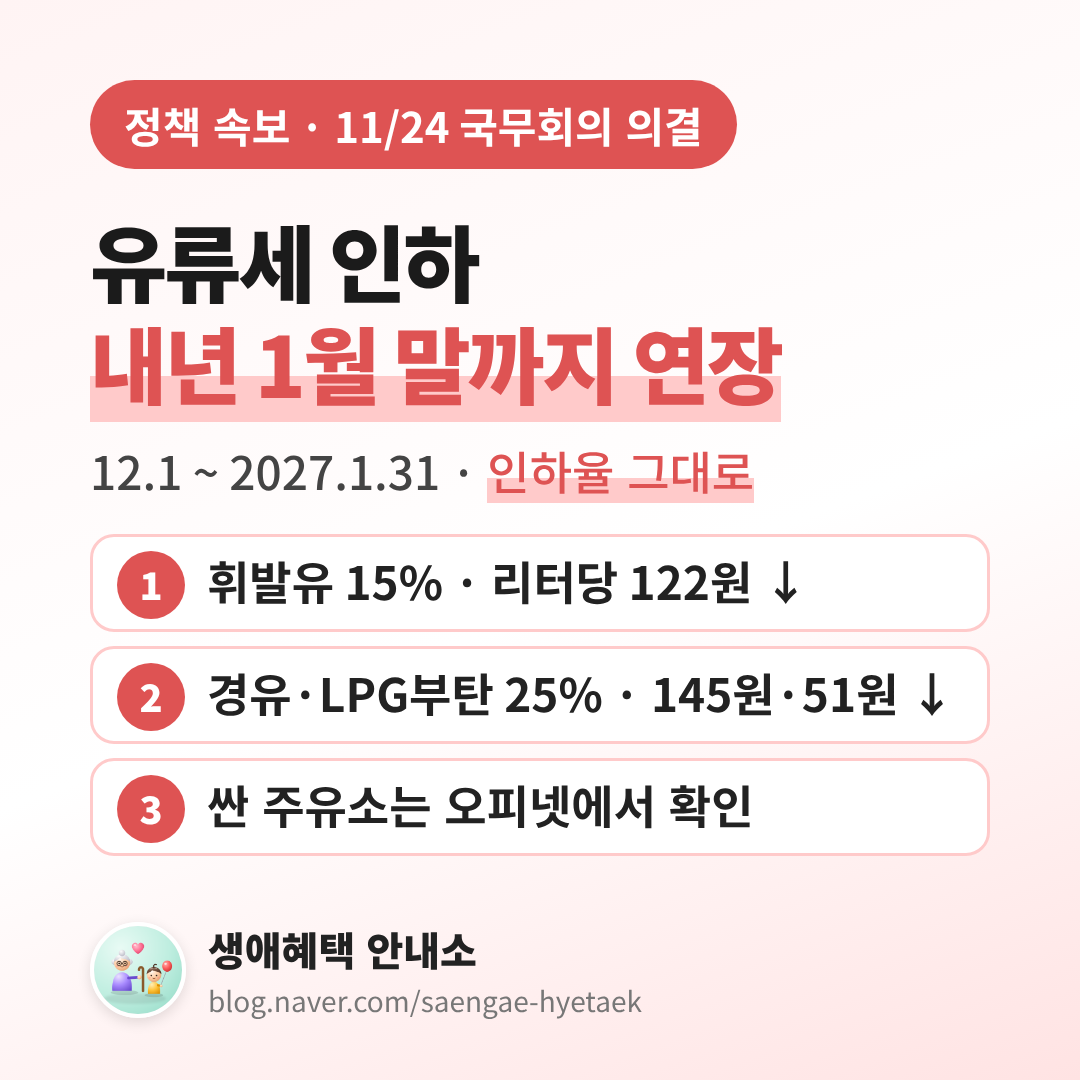 정책 속보 · 11/24 국무회의 의결
유류세 인하
내년 1월 말까지 연장
12.1 ~ 2027.1.31 · 인하율 그대로
1 휘발유 15% · 리터당 122원 ↓
2 경유·LPG부탄 25% · 145원·51원 ↓
3 싼 주유소는 오피넷에서 확인
생애혜택 안내소
blog.naver.com/saengae-hyetaek